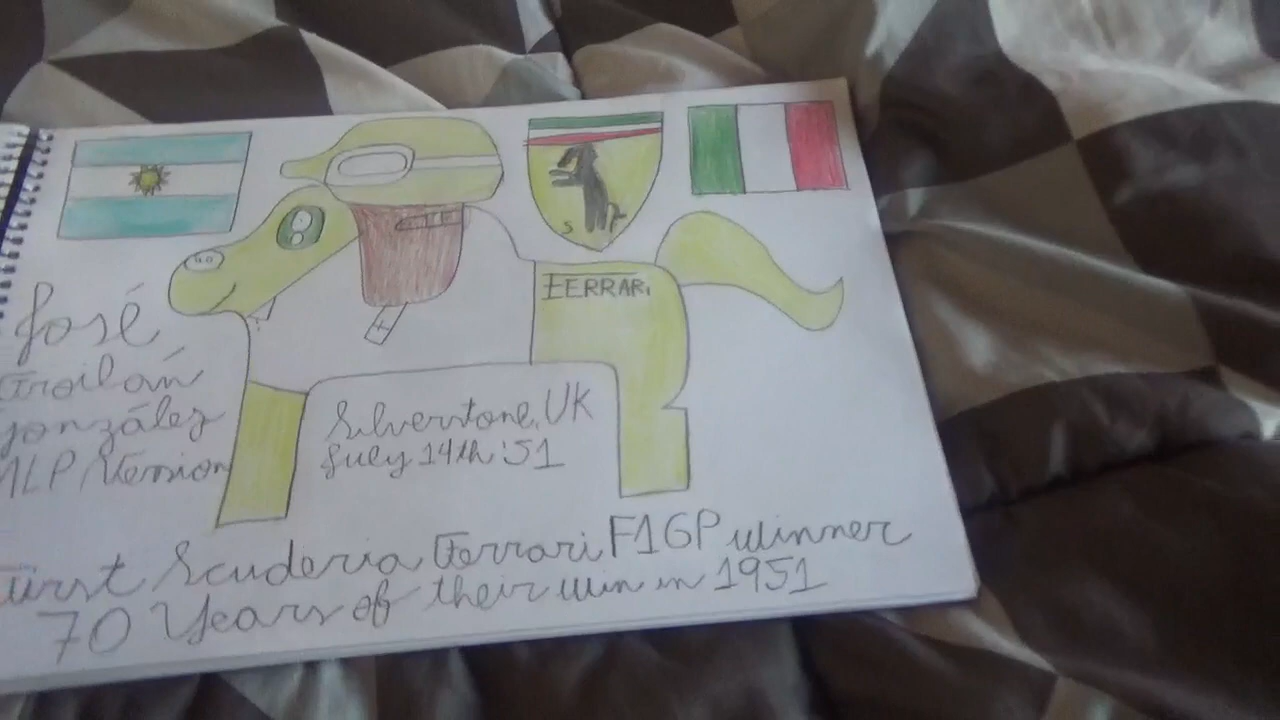 S
FERRARI
José
Froilán
González
MLP Version
Silverstone, UK
July 14th '51
First Scuderia Ferrari F1 GP winner
70 Years of their win in 1951